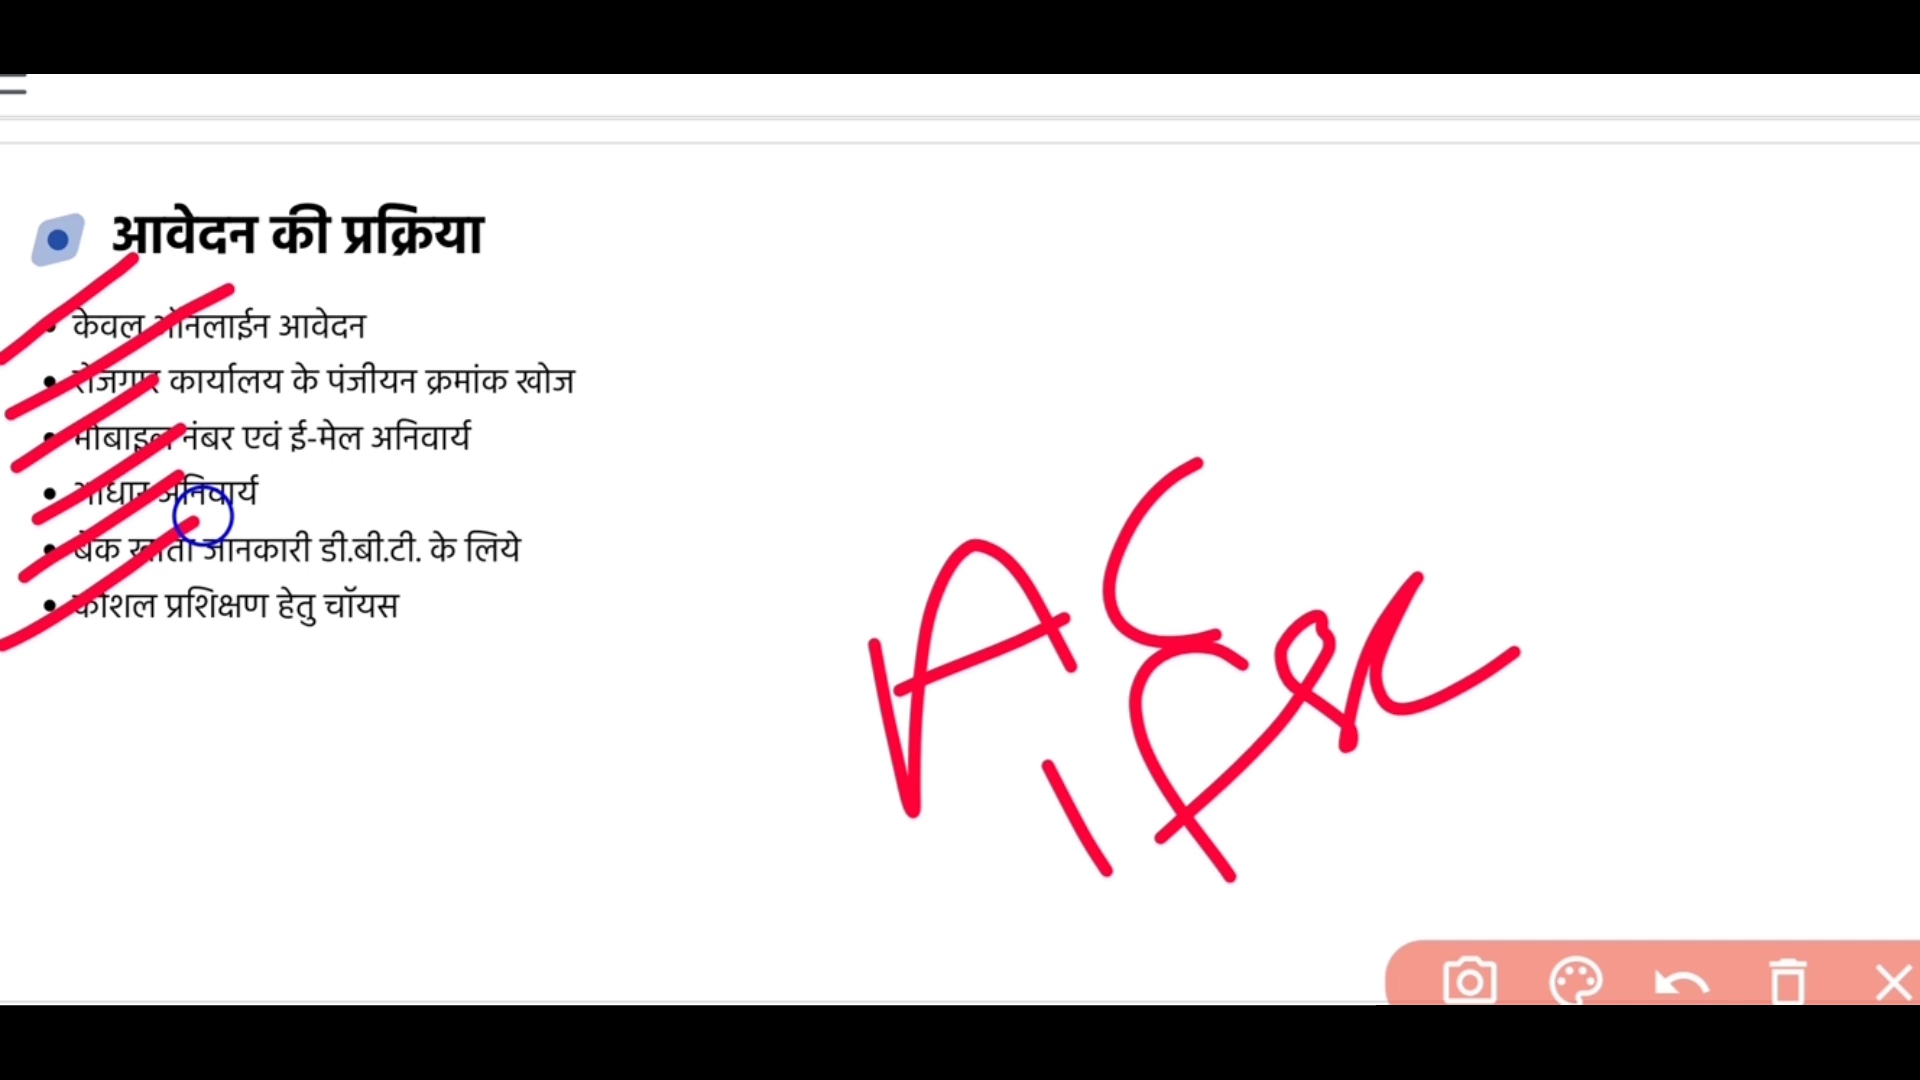 आवेदन की प्रक्रिया
केवल ऑनलाईन आवेदन
रोजगार कार्यालय के पंजीयन क्रमांक खोज
मोबाइल नंबर एवं ई-मेल अनिवार्य
आधार अनिवार्य
बैंक खाता जानकारी डी.बी.टी. के लिये
कौशल प्रशिक्षण हेतु चॉयस
AC